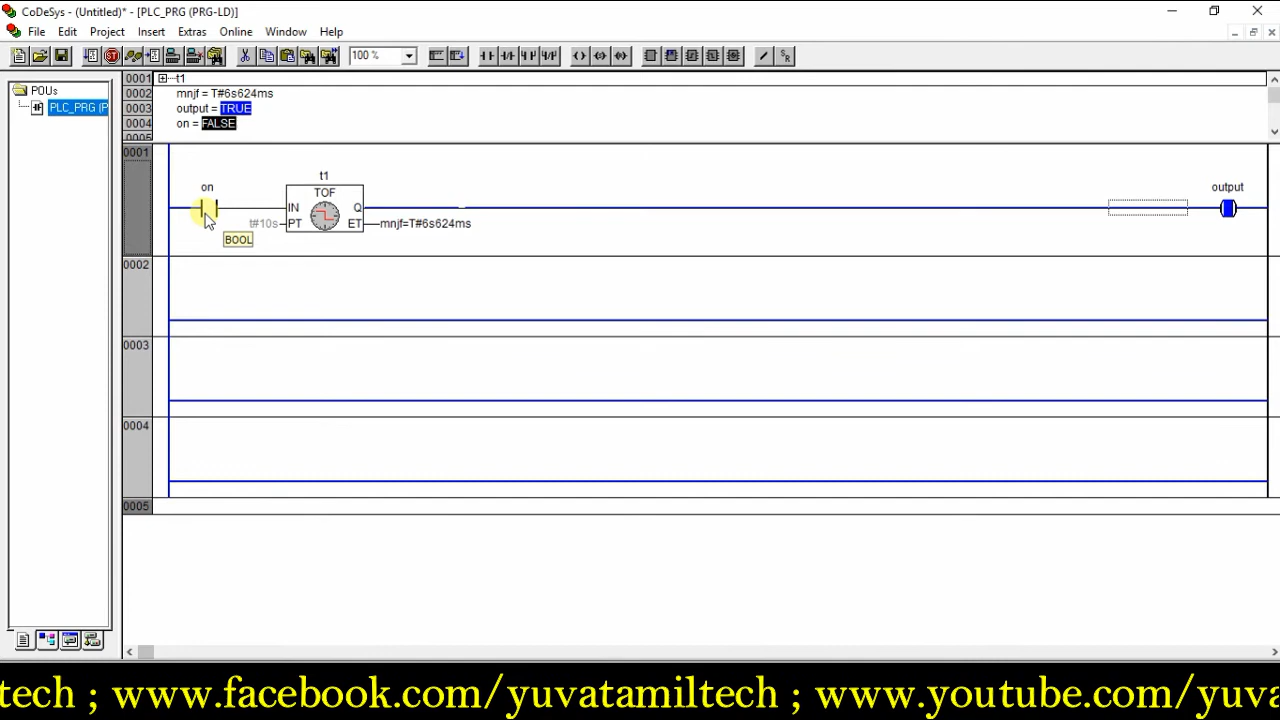 CoDeSys - (Untitled)* - [PLC_PRG (PRG-LD)]
File Edit Project Insert Extras Online Window Help
100 %
POUs
PLC_PRG (P
0001 t1
0002 mnjf = T#6s624ms
0003 output = TRUE
0004 on = FALSE
0005
0001
t1
on
output
TOF
IN Q
t#10s PT ET mnjf=T#6s624ms
BOOL
0002
0003
0004
0005
tech ; www.facebook.com/yuvatamiltech ; www.youtube.com/yuva